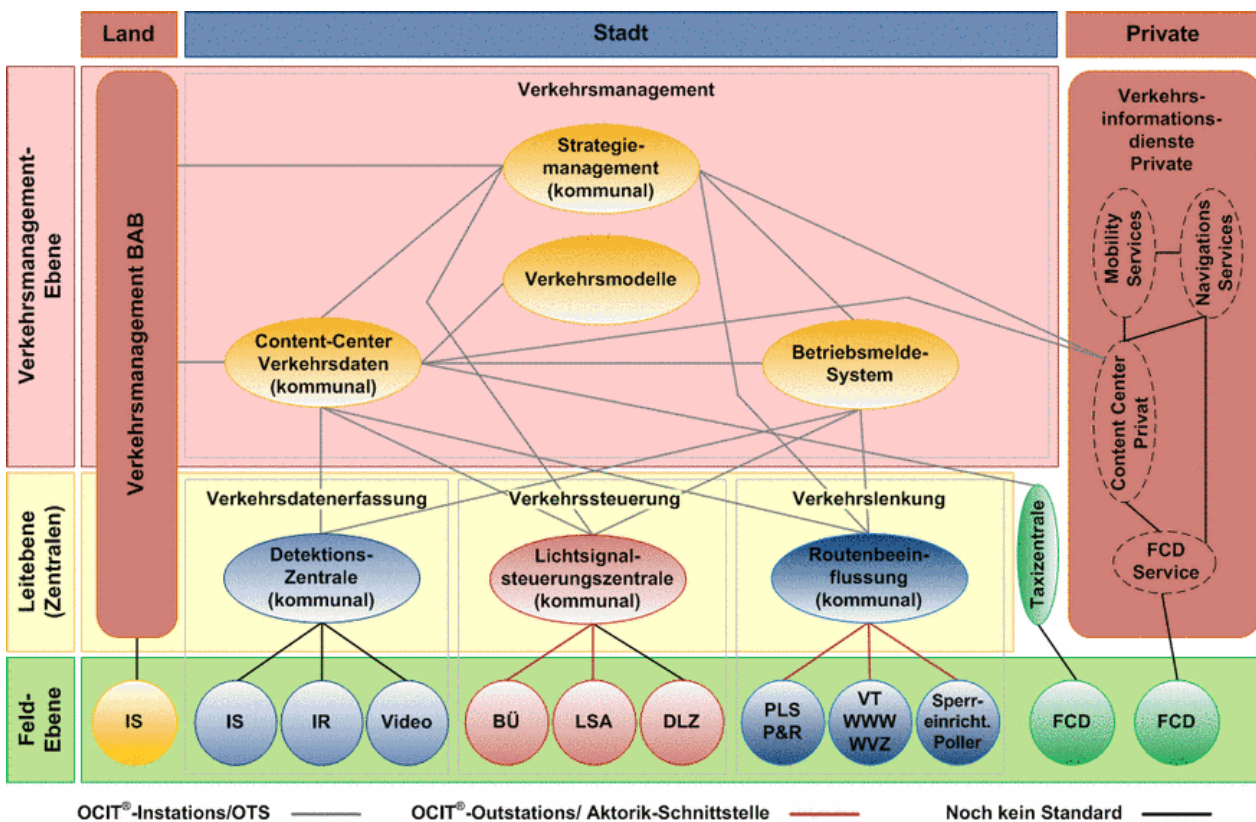 Land
Stadt
Private
Verkehrsmanagement-
Ebene
Verkehrsmanagement BAB
Verkehrsmanagement
Strategie-
management
(kommunal)
Verkehrsmodelle
Content-Center
Verkehrsdaten
(kommunal)
Betriebsmelde-
System
Verkehrs-
informations-
dienste
Private
Mobility
Services
Navigations
Services
Content Center
Privat
FCD
Service
Leitebene
(Zentralen)
Verkehrsdatenerfassung
Verkehrssteuerung
Verkehrslenkung
Detektions-
Zentrale
(kommunal)
Lichtsignal-
steuerungszentrale
(kommunal)
Routenbeein-
flussung
(kommunal)
Taxizentrale
Feld-
Ebene
IS
IS
IR
Video
BÜ
LSA
DLZ
PLS
P&R
VT
WWW
WVZ
Sperr-
einricht.
Poller
FCD
FCD
OCIT®-Instations/OTS
OCIT®-Outstations/ Aktorik-Schnittstelle
Noch kein Standard